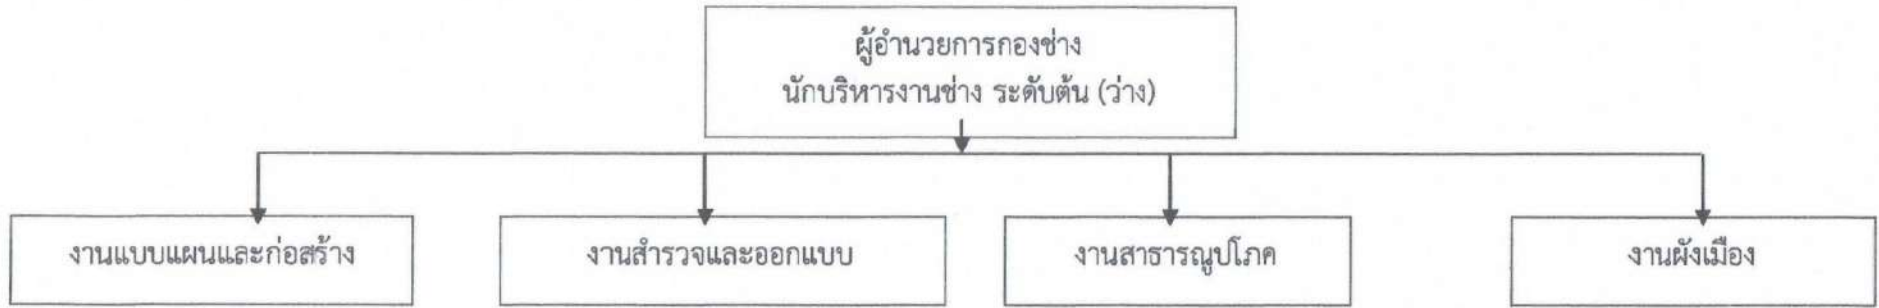 ผู้อำนวยการกองช่าง
นักบริหารงานช่าง ระดับต้น (ว่าง)
งานแบบแผนและก่อสร้าง
งานสำรวจและออกแบบ
งานสาธารณูปโภค
งานผังเมือง